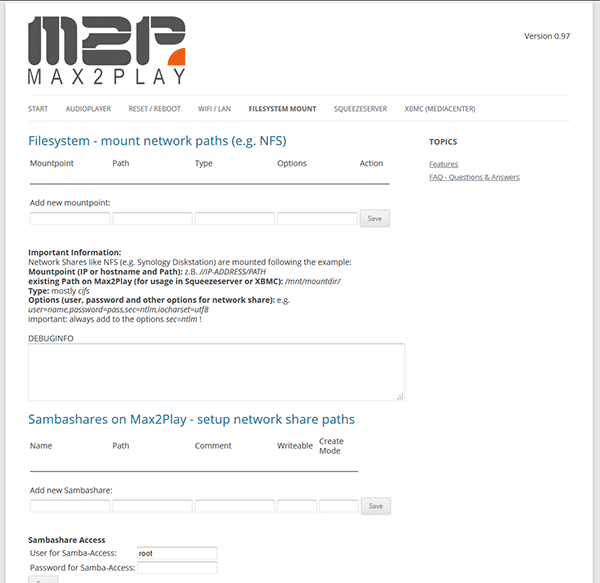 M2P
MAX2PLAY
Version 0.97
START AUDIOPLAYER RESET / REBOOT WIFI / LAN FILESYSTEM MOUNT SQUEEZESERVER XBMC (MEDIACENTER)
Filesystem - mount network paths (e.g. NFS)
Mountpoint Path Type Options Action
Add new mountpoint:
Save
Important Information:
Network Shares like NFS (e.g. Synology Diskstation) are mounted following the example:
Mountpoint (IP or hostname and Path): z.B. //IP-ADDRESS/PATH
existing Path on Max2Play (for usage in Squeezeserver or XBMC): /mnt/mountdir/
Type: mostly cifs
Options (user, password and other options for network share): e.g.
user=name,password=pass,sec=ntlm,iocharset=utf8
important: always add to the options sec=ntlm !
DEBUGINFO
Sambashares on Max2Play - setup network share paths
Name Path Comment Writeable Create
Mode
Add new Sambashare:
Save
Sambashare Access
User for Samba-Access: root
Password for Samba-Access:
TOPICS
Features
FAQ - Questions & Answers